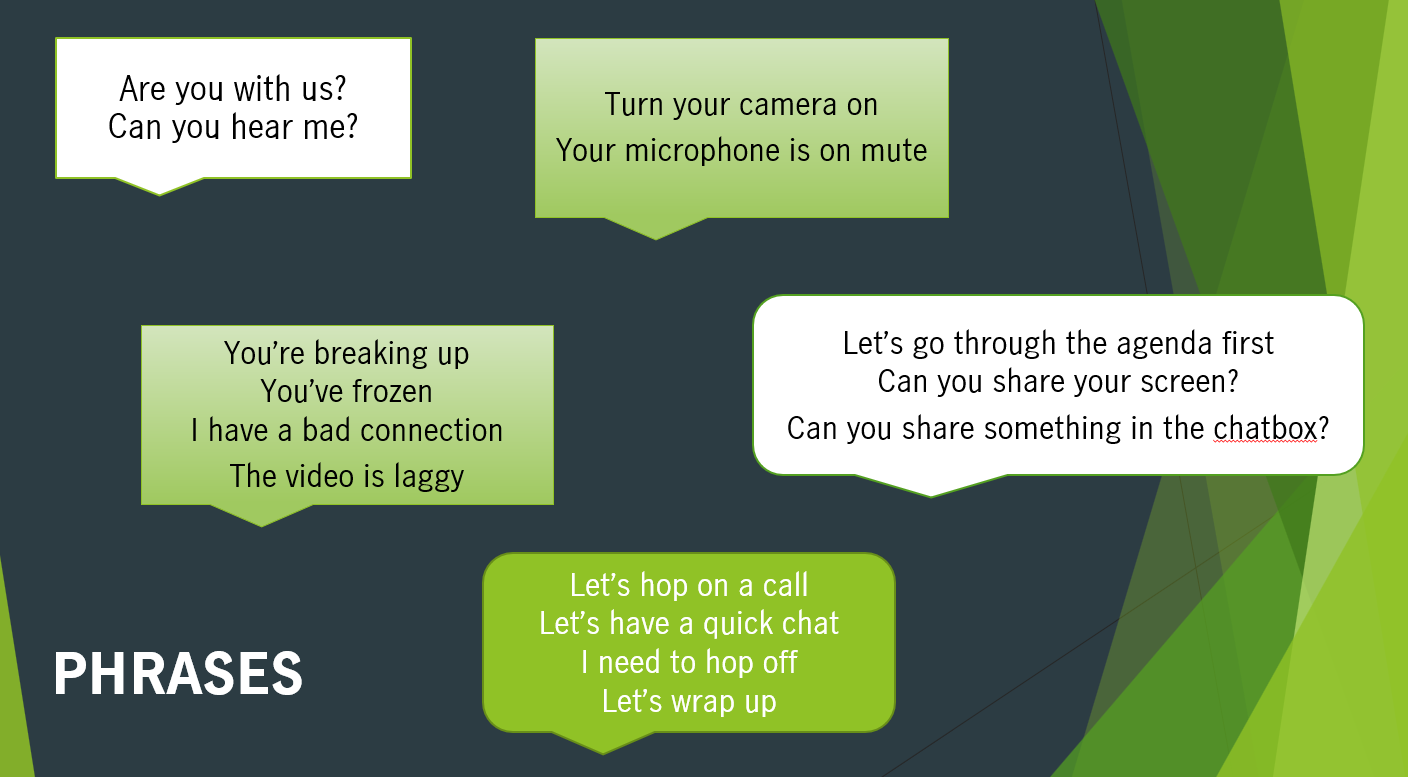 Are you with us?
Can you hear me?
Turn your camera on
Your microphone is on mute
You’re breaking up
You’ve frozen
I have a bad connection
The video is laggy
Let’s go through the agenda first
Can you share your screen?
Can you share something in the chatbox?
Let’s hop on a call
Let’s have a quick chat
I need to hop off
Let’s wrap up
PHRASES